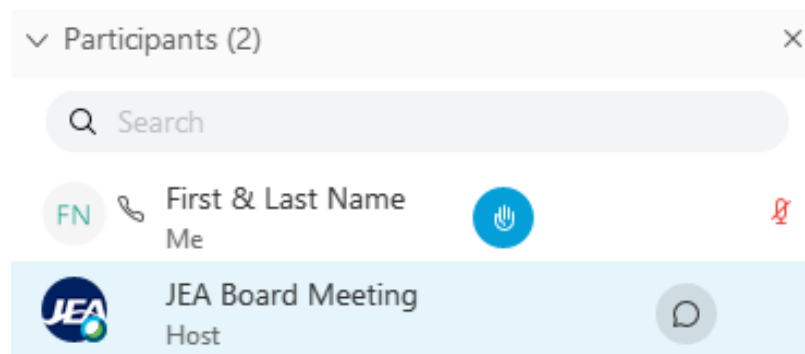 Participants (2)
Search
FN First & Last Name
Me
JEA JEA Board Meeting
Host